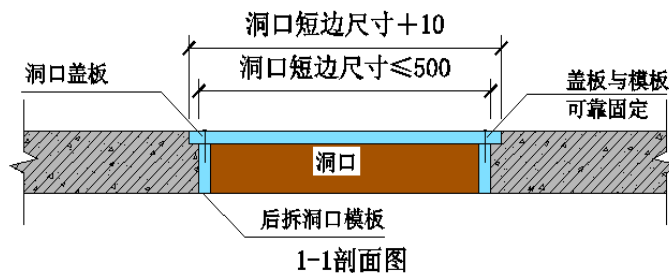 洞口短边尺寸+10
洞口短边尺寸≤500
洞口盖板
盖板与模板
可靠固定
洞口
后拆洞口模板
1-1剖面图